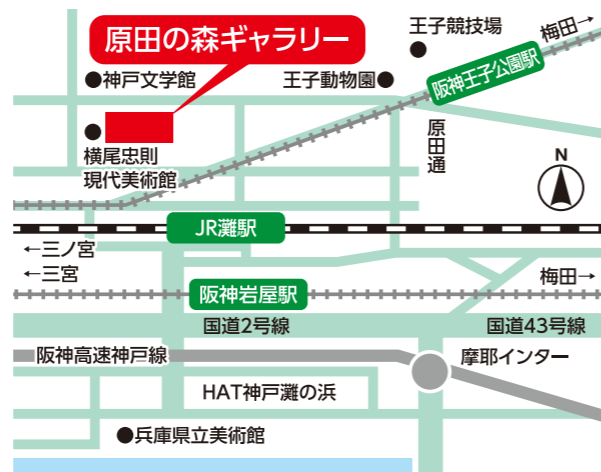 原田の森ギャラリー
王子競技場
梅田→
●神戸文学館
王子動物園●
阪神王子公園駅
横尾忠則
現代美術館
原田通
N
JR灘駅
←三ノ宮
←三宮
阪神岩屋駅
梅田→
国道2号線
国道43号線
阪神高速神戸線
摩耶インター
HAT神戸灘の浜
●兵庫県立美術館